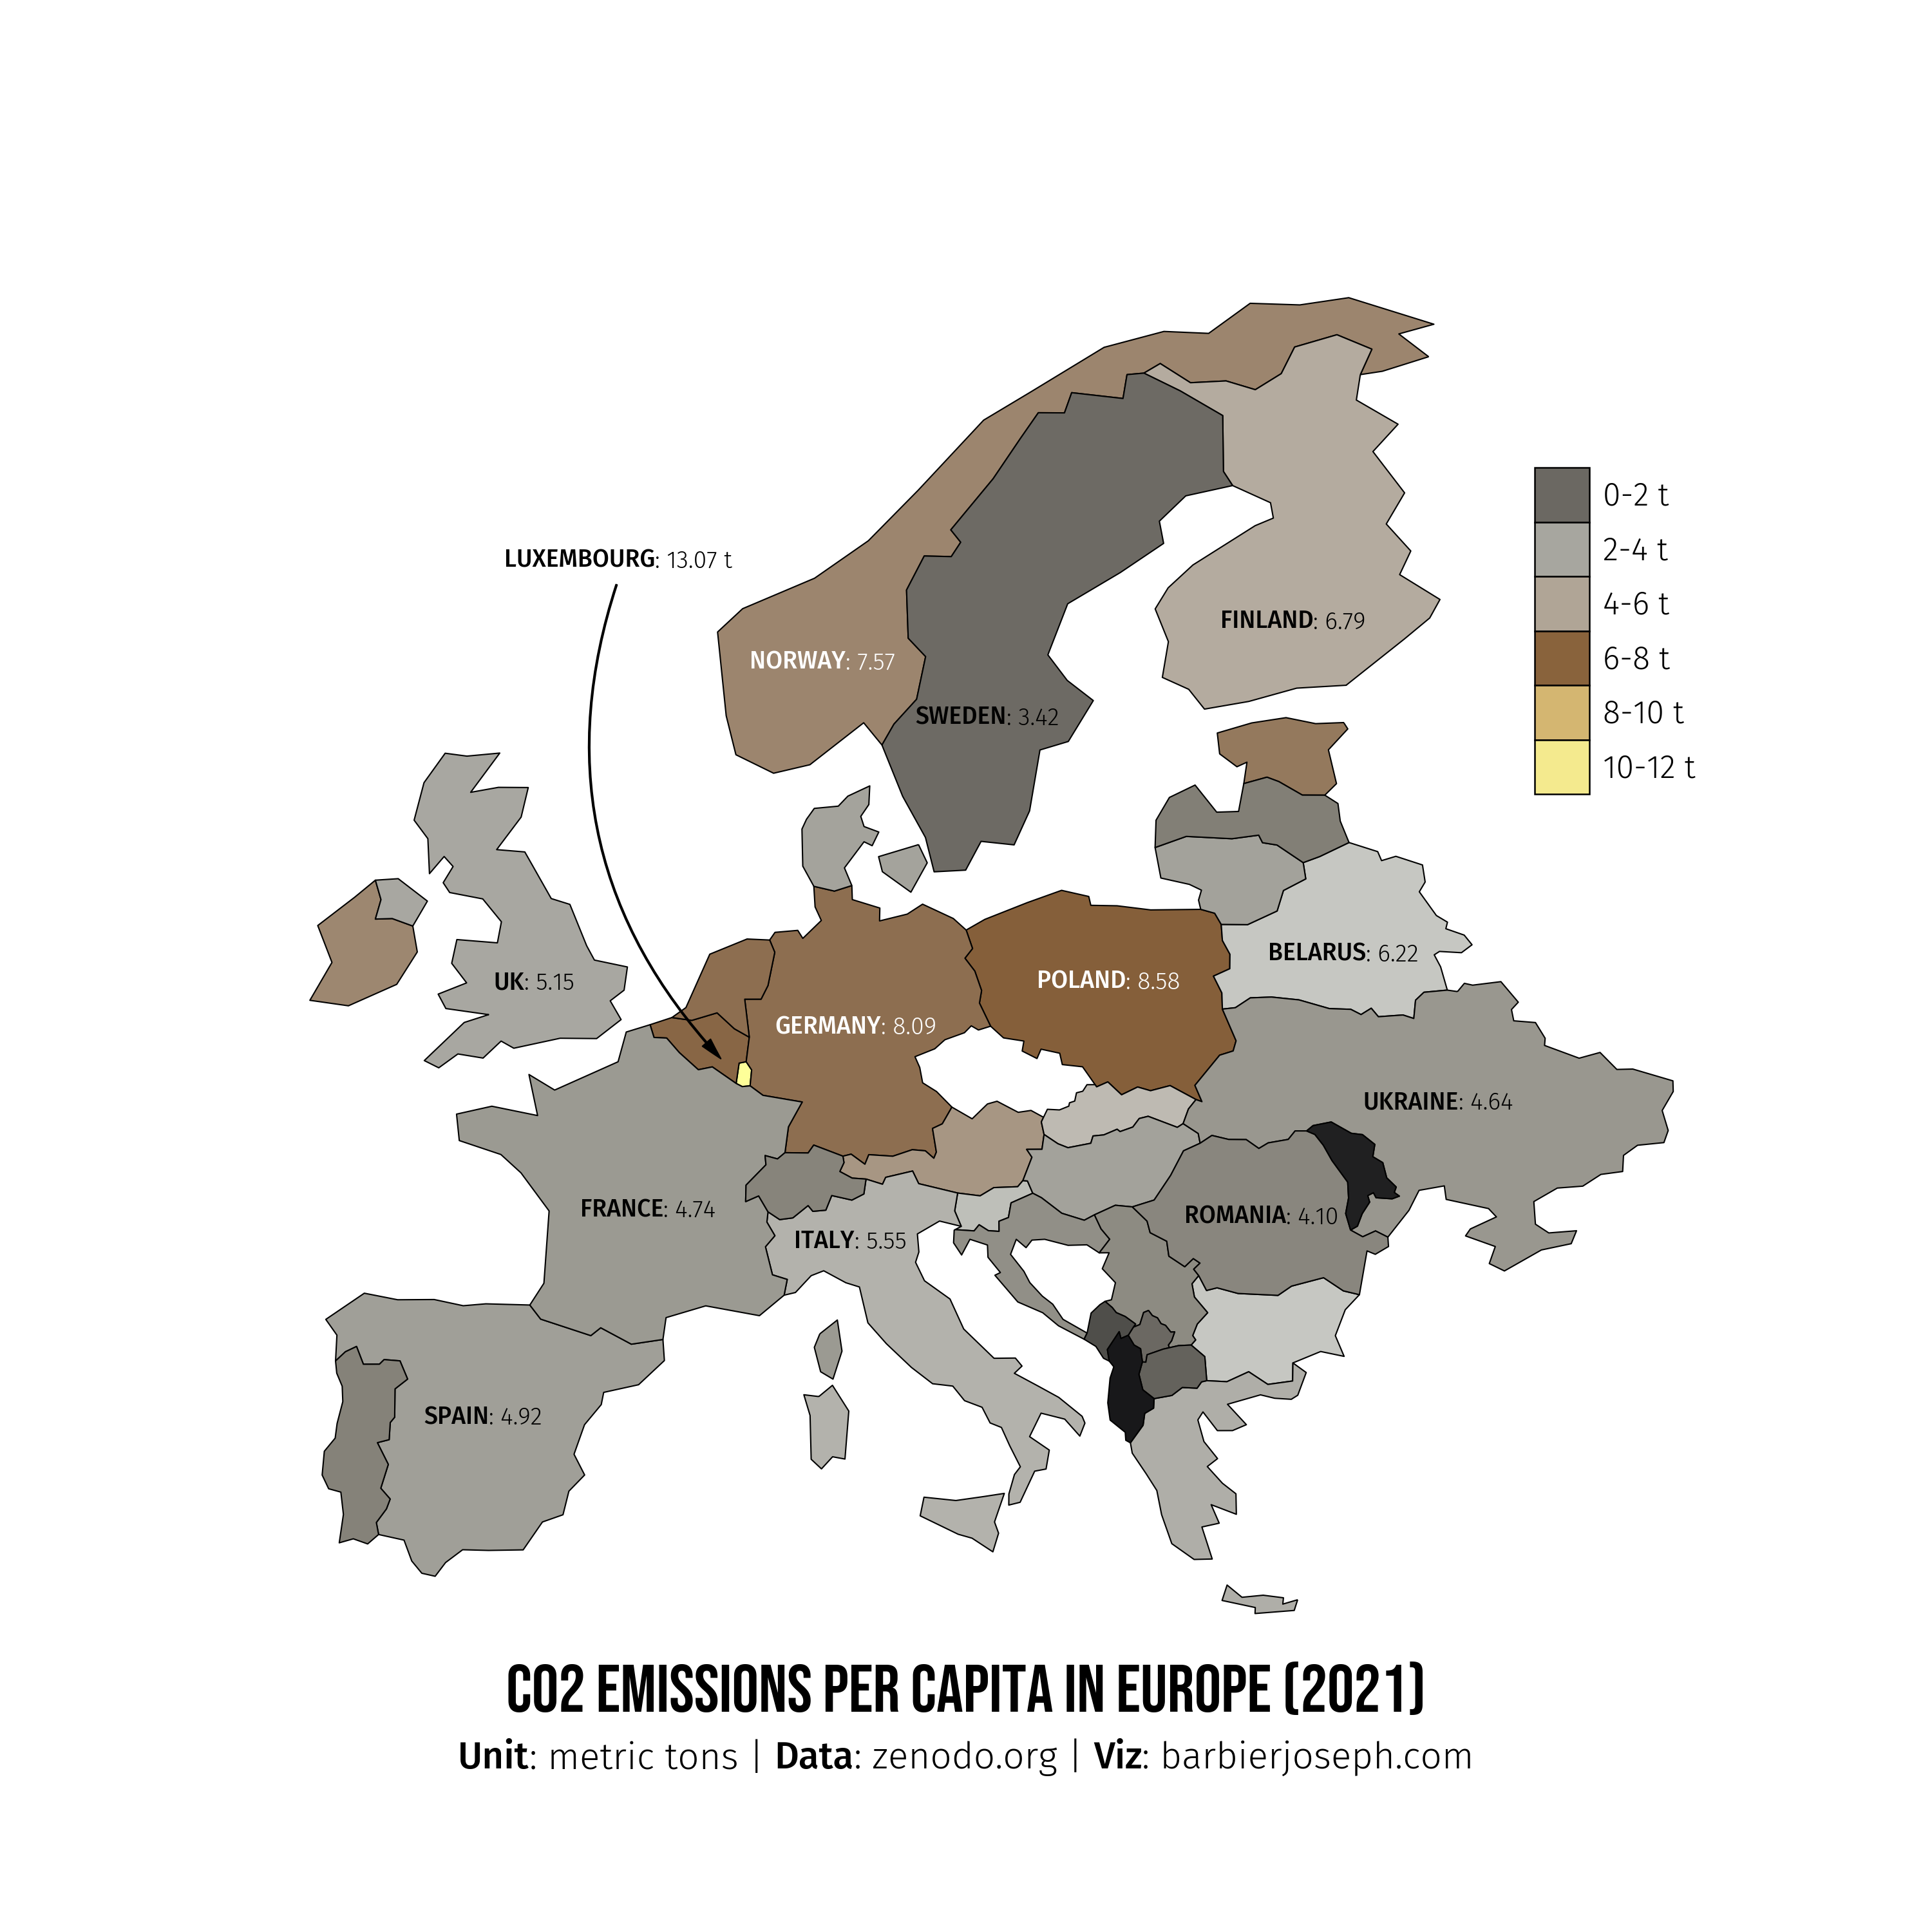 0-2 t
2-4 t
LUXEMBOURG: 13.07 t
4-6 t
FINLAND: 6.79
NORWAY: 7.57
6-8 t
SWEDEN: 3.42
8-10 t
10-12 t
BELARUS: 6.22
UK: 5.15
POLAND: 8.58
GERMANY: 8.09
UKRAINE: 4.64
FRANCE: 4.74
ROMANIA: 4.10
ITALY: 5.55
SPAIN: 4.92
CO2 EMISSIONS PER CAPITA IN EUROPE (2021)
Unit: metric tons | Data: zenodo.org | Viz: barbierjoseph.com